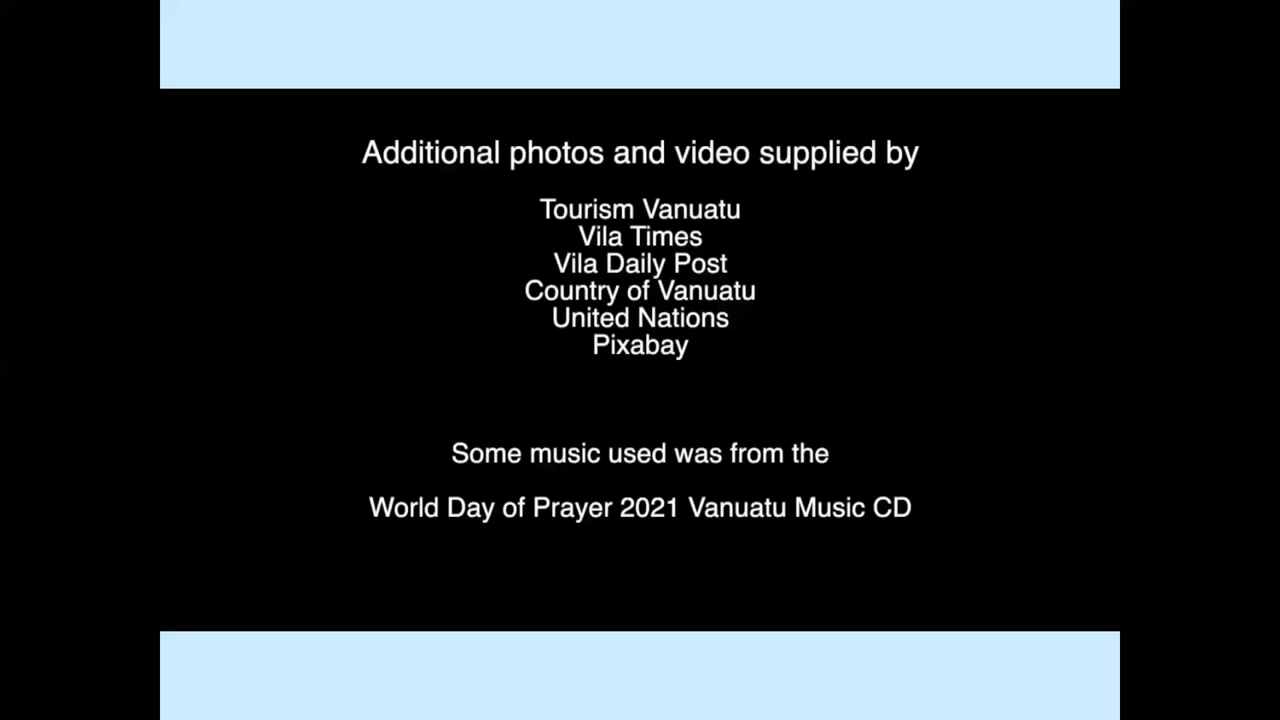 Additional photos and video supplied by
Tourism Vanuatu
Vila Times
Vila Daily Post
Country of Vanuatu
United Nations
Pixabay
Some music used was from the
World Day of Prayer 2021 Vanuatu Music CD